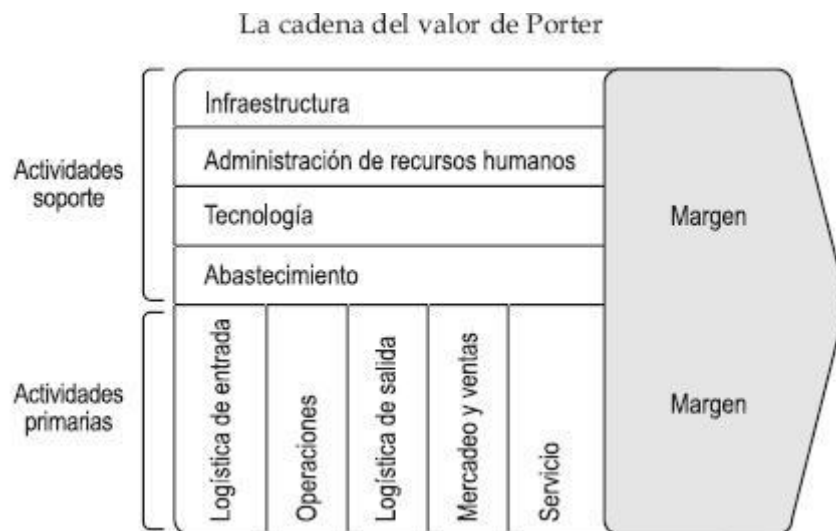 La cadena del valor de Porter
Actividades
soporte
Infraestructura
Administración de recursos humanos
Tecnología
Abastecimiento
Margen
Actividades
primarias
Logística de entrada
Operaciones
Logística de salida
Mercadeo y ventas
Servicio
Margen